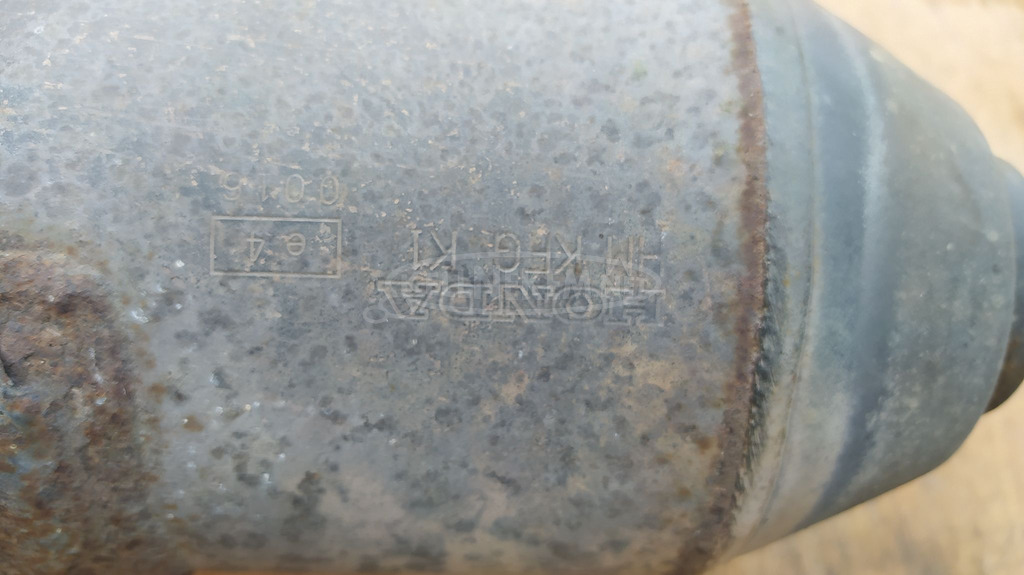 HONDA
HM KFG K1
e4
0016